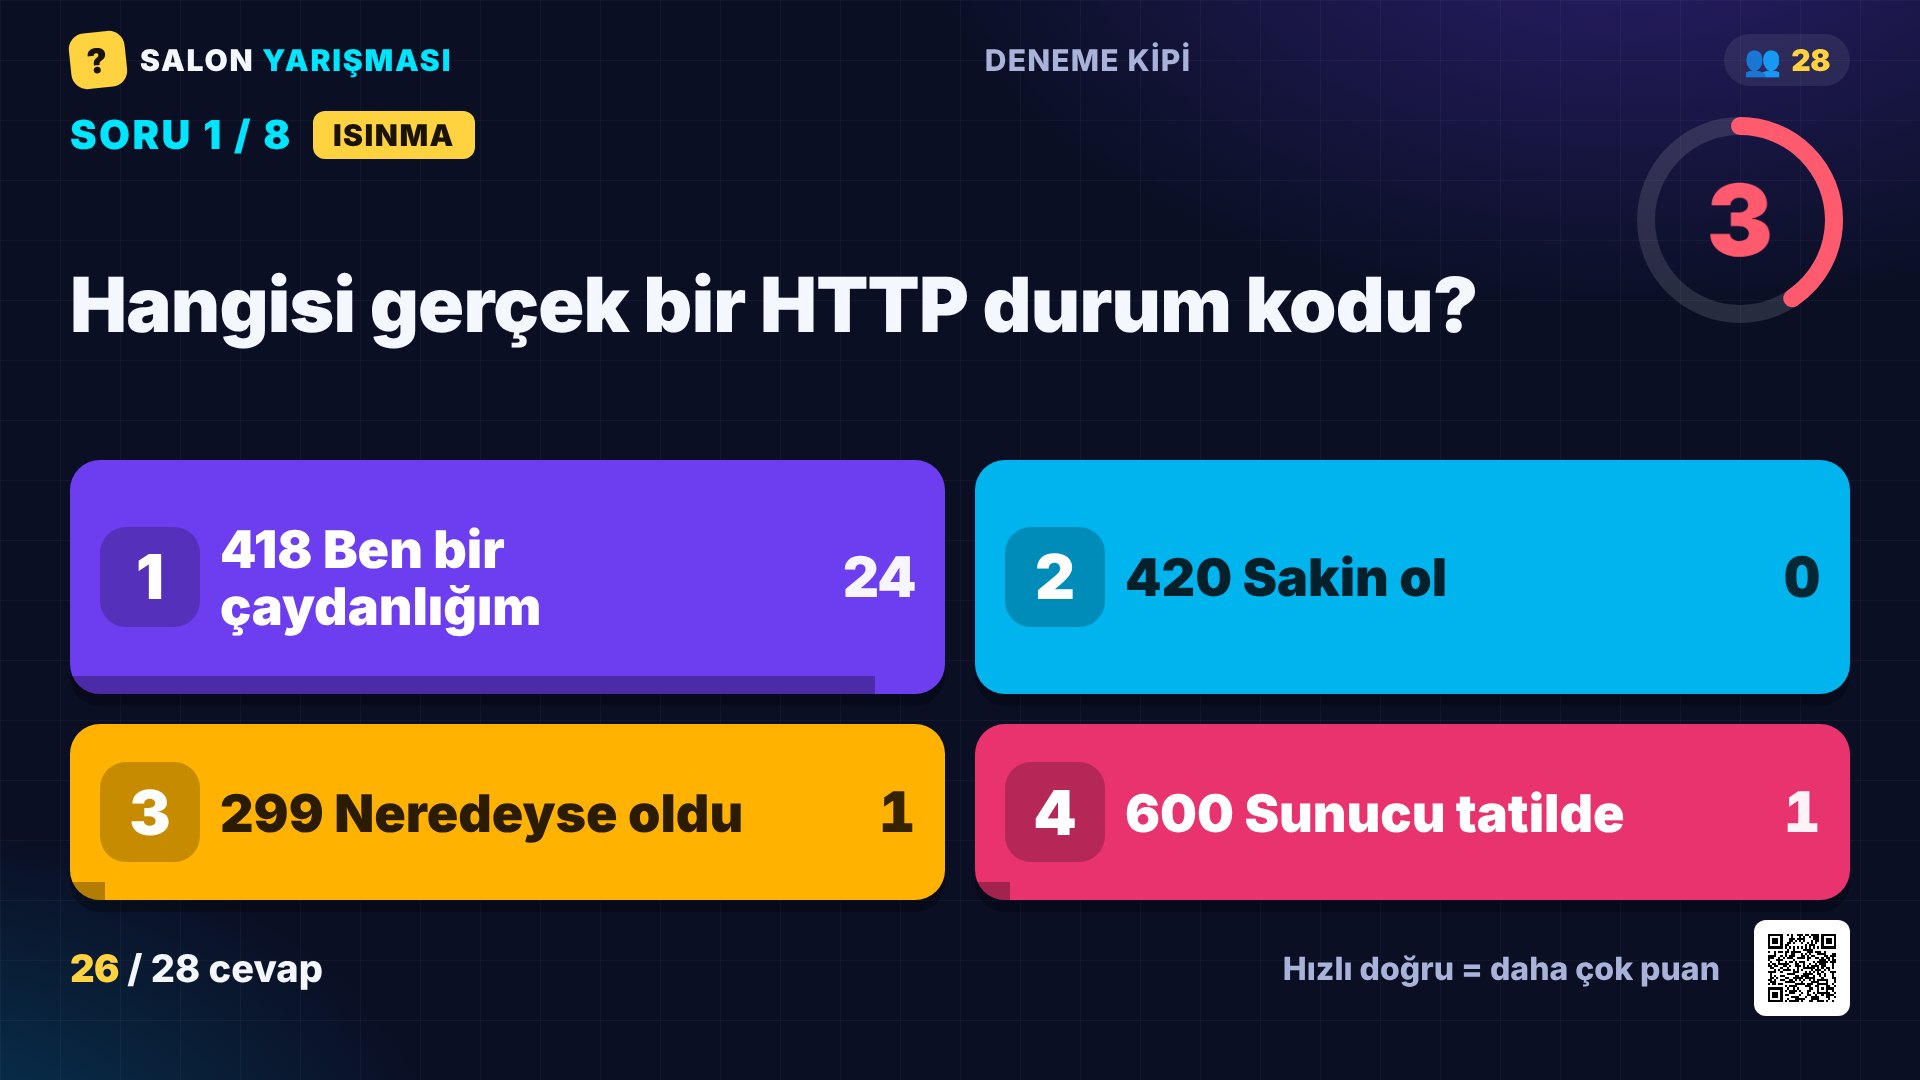 ? SALON YARIŞMASI
DENEME KİPİ
👥 28
SORU 1 / 8 ISINMA
3
Hangisi gerçek bir HTTP durum kodu?
1 418 Ben bir
çaydanlığım 24
2 420 Sakin ol 0
3 299 Neredeyse oldu 1
4 600 Sunucu tatilde 1
26 / 28 cevap
Hızlı doğru = daha çok puan